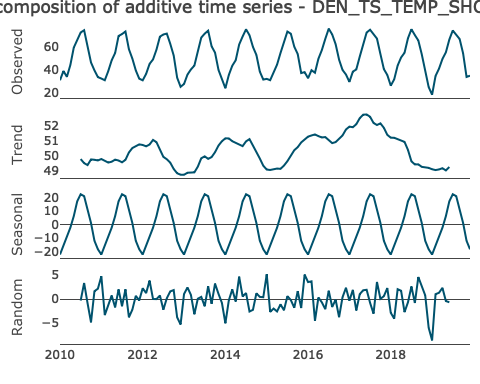 composition of additive time series - DEN_TS_TEMP_SHO
Observed
60
40
20
Trend
52
51
50
49
Seasonal
20
10
0
−10
−20
Random
5
0
−5
2010 2012 2014 2016 2018